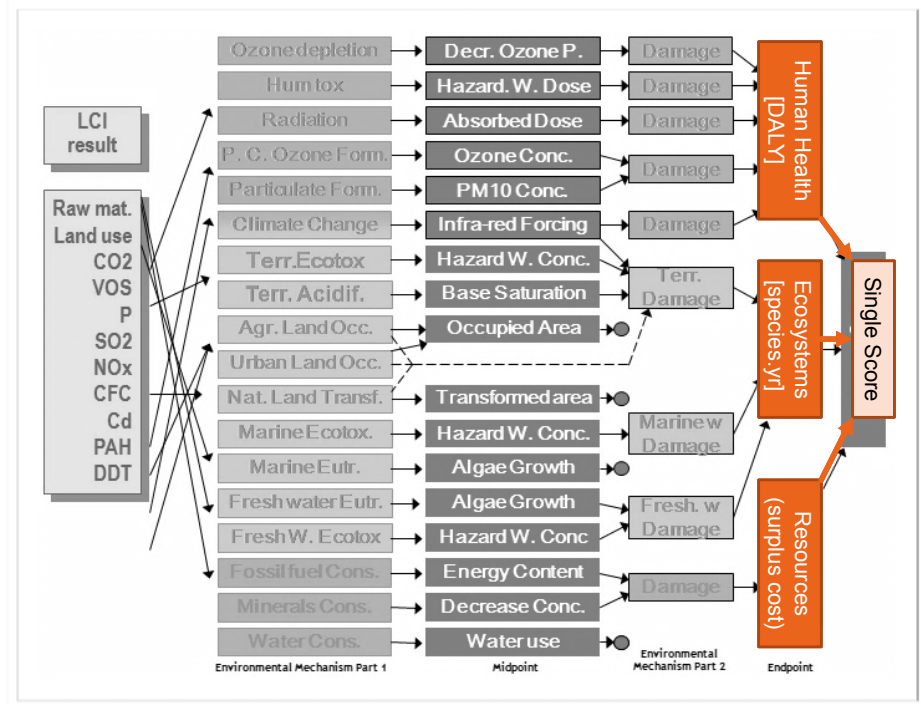 LCI
result
Raw mat.
Land use
CO2
VOS
P
SO2
NOx
CFC
Cd
PAH
DDT
Ozone depletion
Hum tox
Radiation
P. C. Ozone Form.
Particulate Form.
Climate Change
Terr.Ecotox
Terr. Acidif.
Agr. Land Occ.
Urban Land Occ.
Nat. Land Transf.
Marine Ecotox.
Marine Eutr.
Fresh water Eutr.
Fresh W. Ecotox
Fossil fuel Cons.
Minerals Cons.
Water Cons.
Environmental Mechanism Part 1
Decr. Ozone P.
Hazard. W. Dose
Absorbed Dose
Ozone Conc.
PM10 Conc.
Infra-red Forcing
Hazard W. Conc.
Base Saturation
Occupied Area
Transformed area
Hazard W. Conc.
Algae Growth
Algae Growth
Hazard W. Conc
Energy Content
Decrease Conc.
Water use
Midpoint
Damage
Damage
Damage
Damage
Damage
Terr.
Damage
Marine w
Damage
Fresh. w
Damage
Damage
Environmental
Mechanism Part 2
Human Health
[DALY]
Ecosystems
[species.yr]
Resources
(surplus cost)
Endpoint
Single Score